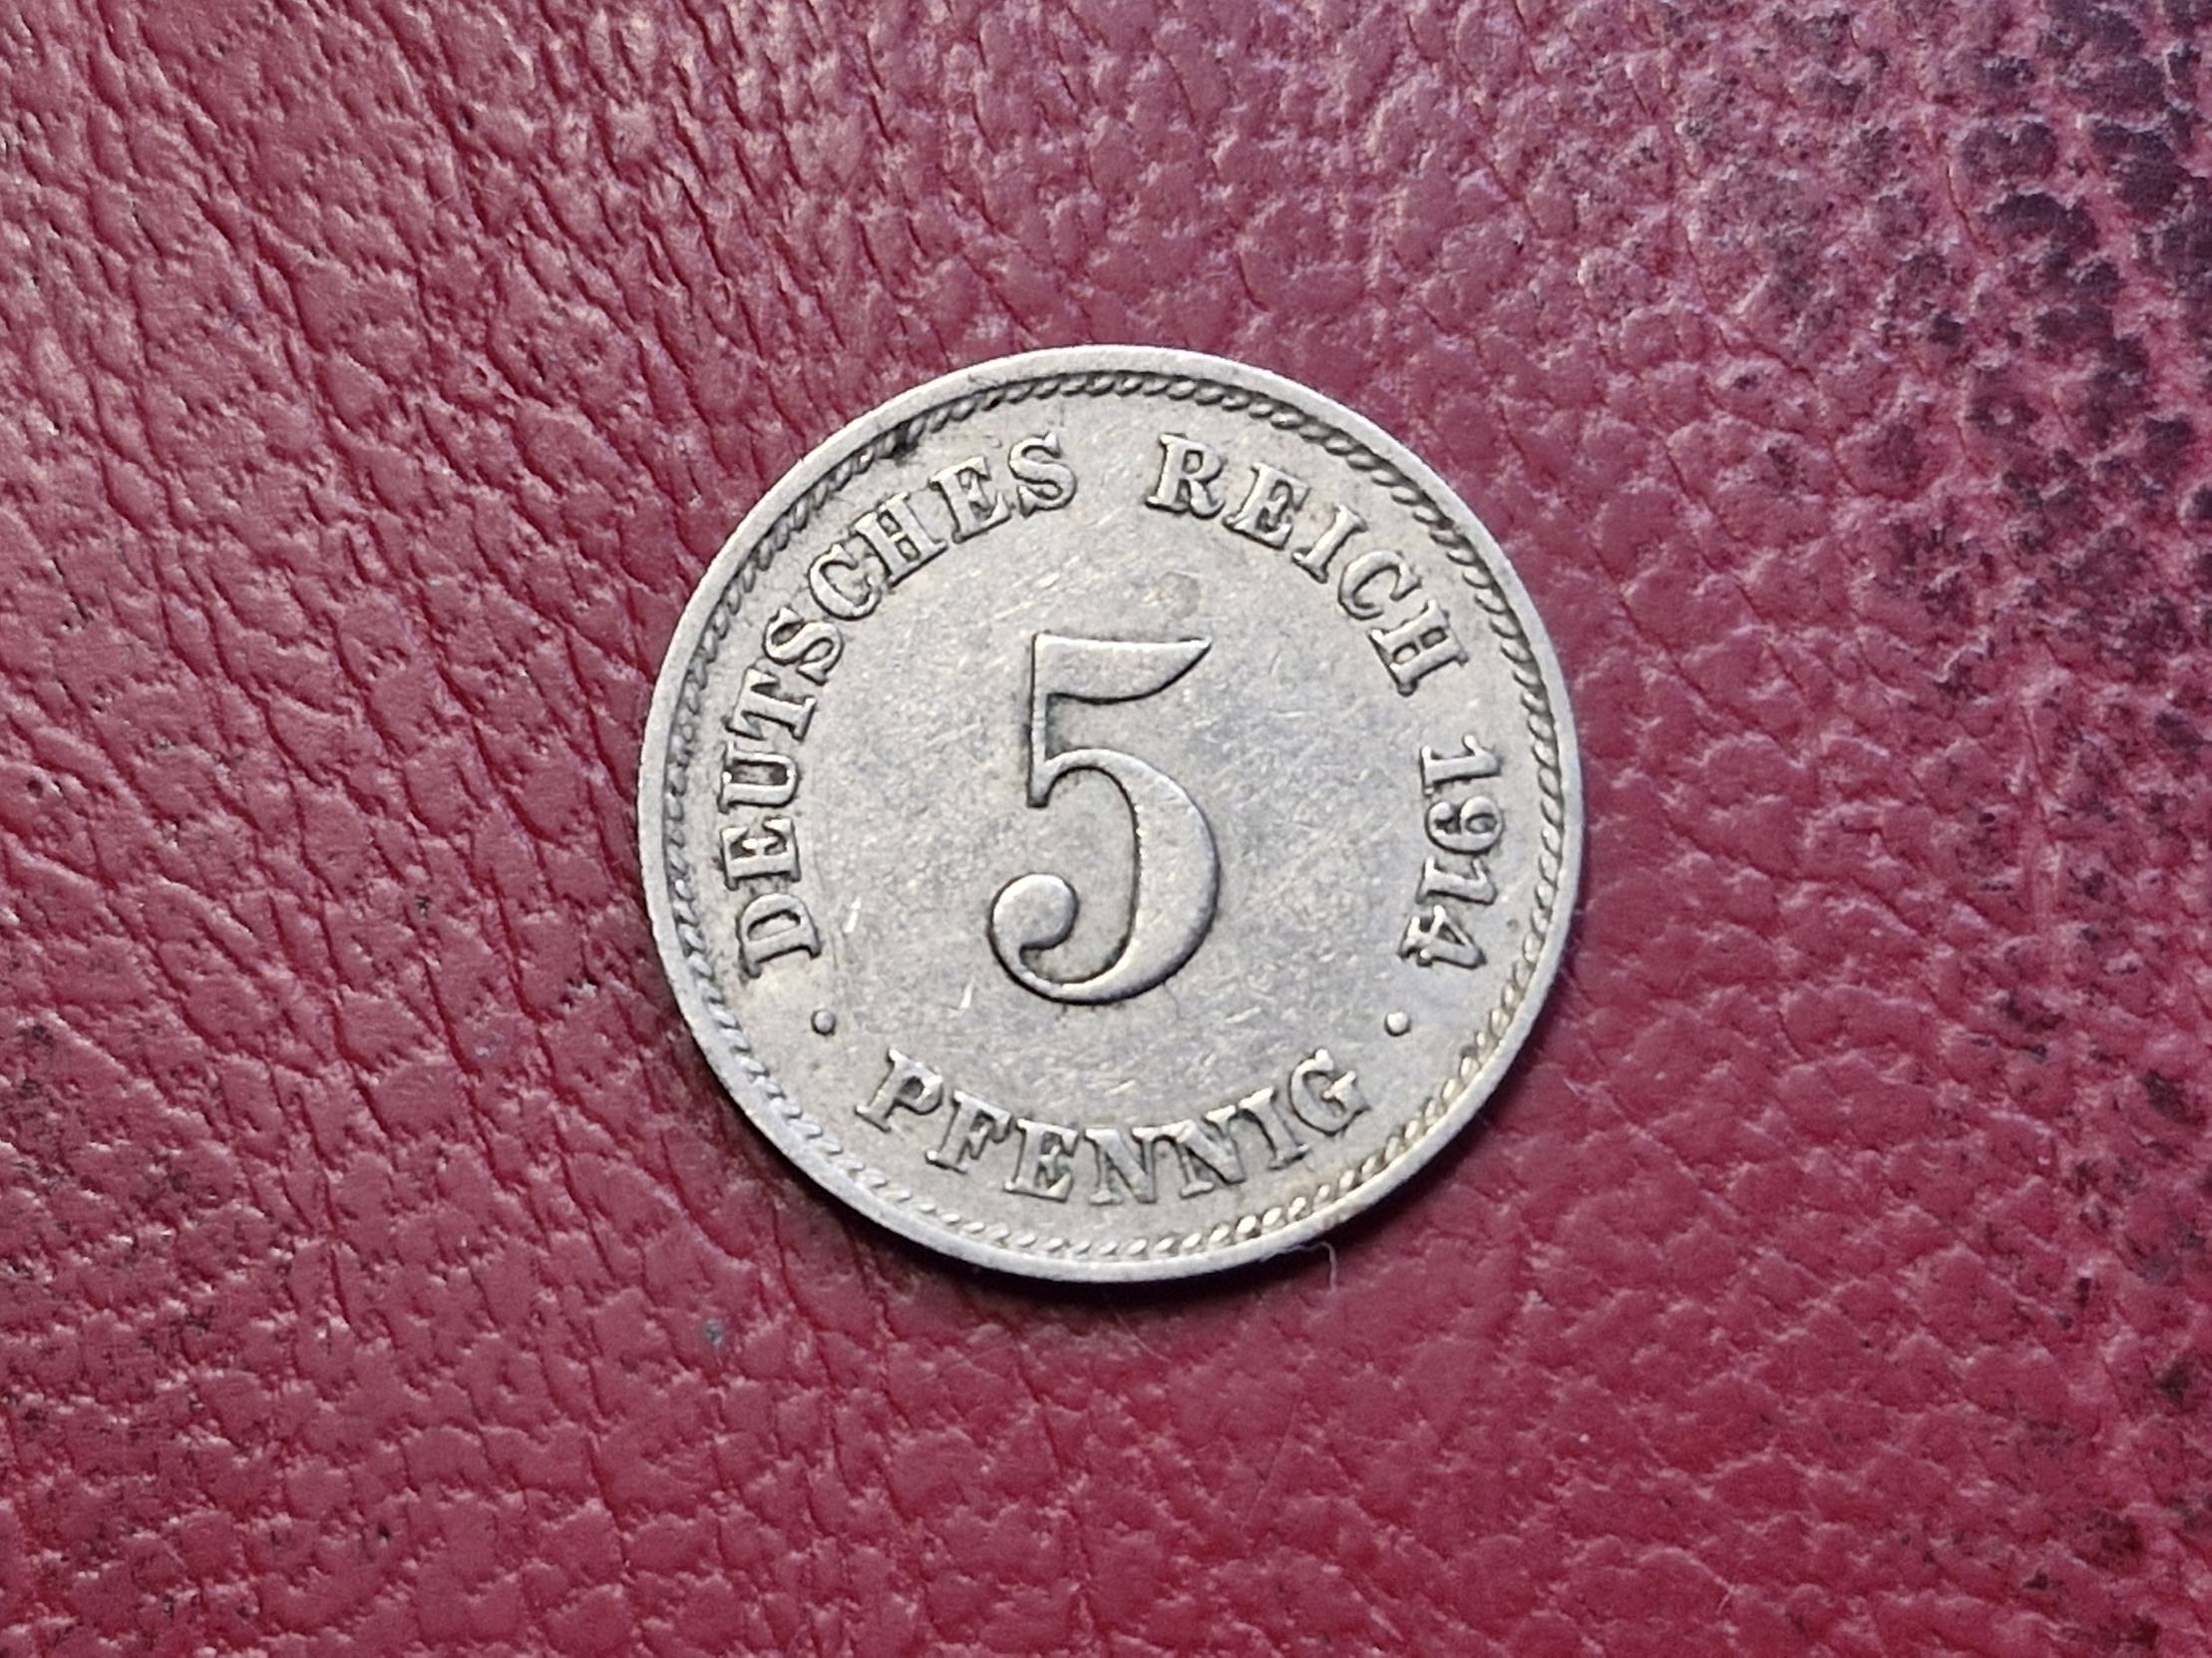 DEUTSCHES REICH 1914
5
· PFENNIG ·